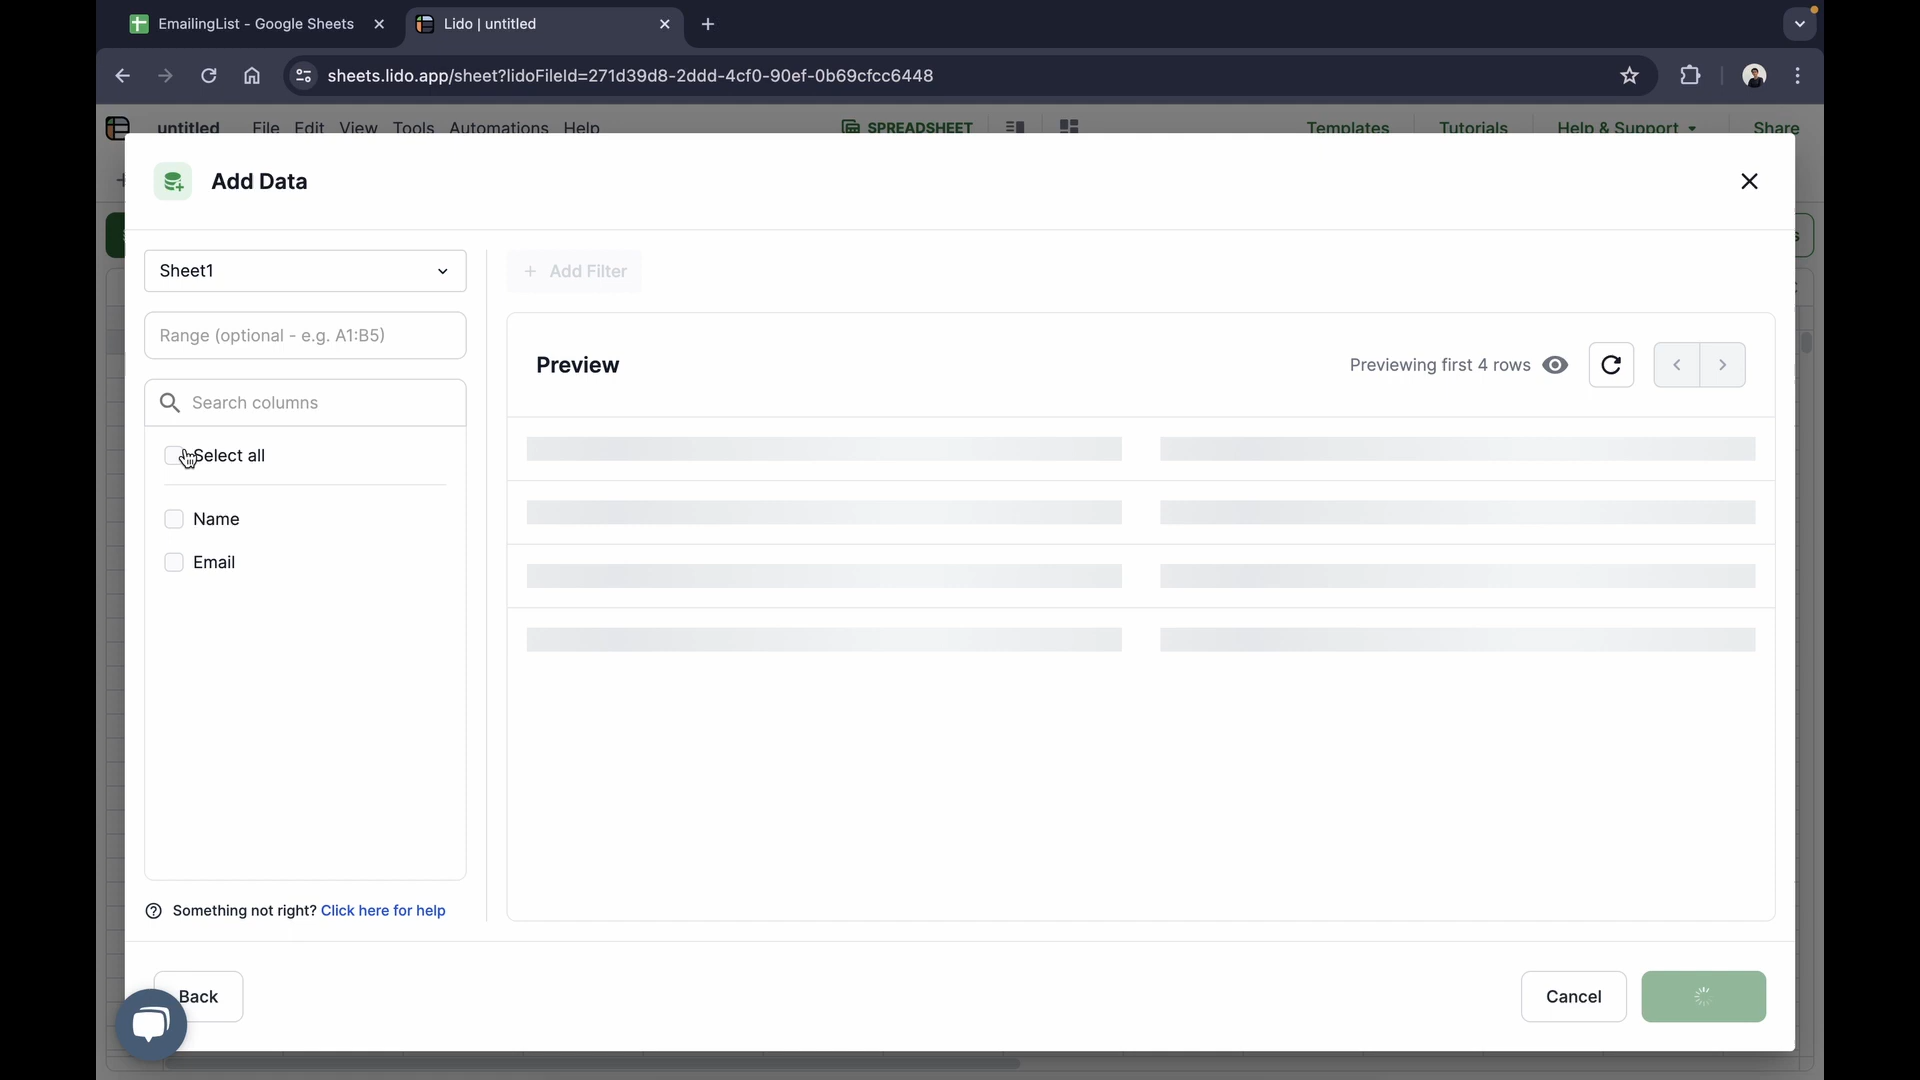 EmailingList - Google Sheets
Lido | untitled
sheets.lido.app/sheet?lidoFileId=271d39d8-2ddd-4cf0-90ef-0b69cfcc6448
untitled File Edit View Tools Automations Help SPREADSHEET Templates Tutorials Help & Support Share
Add Data
Sheet1
Add Filter
Range (optional - e.g. A1:B5)
Preview
Previewing first 4 rows
Search columns
Select all
Name
Email
Something not right? Click here for help
Back
Cancel